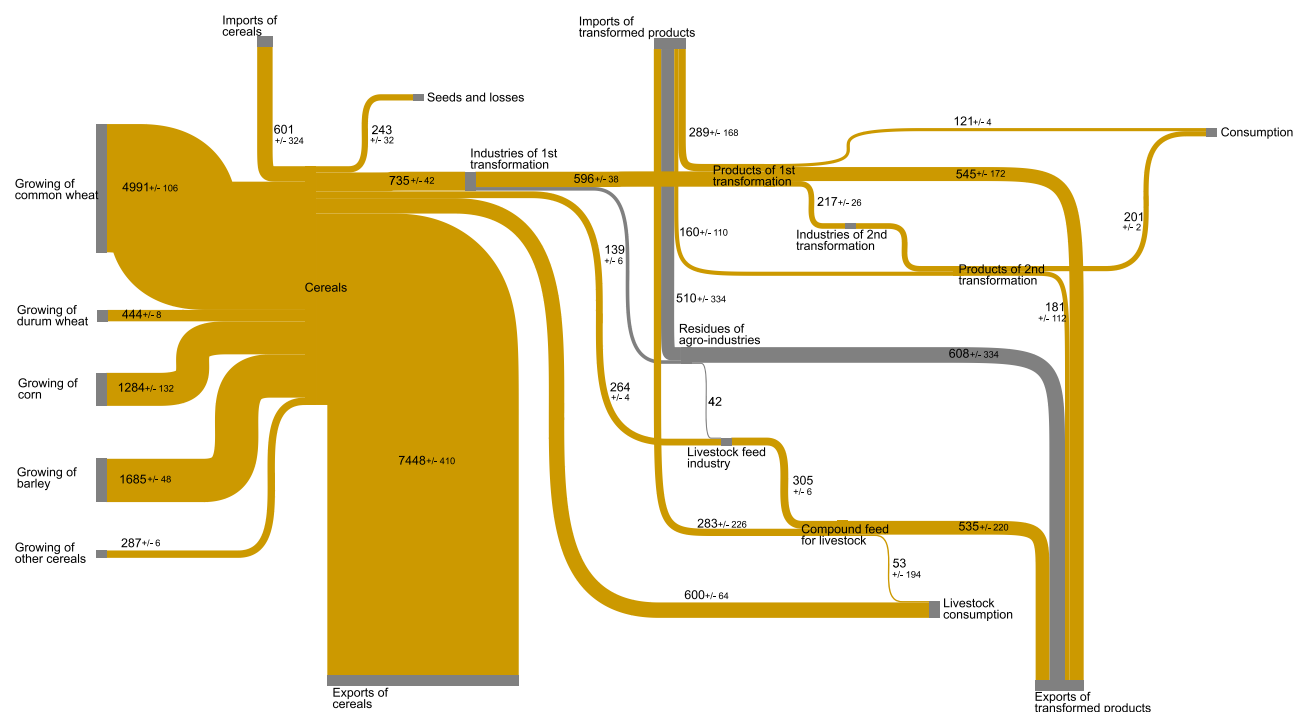 Imports of
cereals
Imports of
transformed products
Seeds and losses
601
+/- 324
243
+/- 32
289+/- 168
121+/- 4
Consumption
Industries of 1st
transformation
Growing of
common wheat
4991+/- 106
735+/- 42
596+/- 38
Products of 1st
transformation
545+/- 172
217+/- 26
201
+/- 2
Industries of 2nd
transformation
160+/- 110
139
+/- 6
Products of 2nd
transformation
Cereals
510+/- 334
181
+/- 112
Growing of
durum wheat
444+/- 8
Residues of
agro-industries
608+/- 334
Growing of
corn
1284+/- 132
264
+/- 4
42
7448+/- 410
Livestock feed
industry
Growing of
barley
1685+/- 48
305
+/- 6
283+/- 226
Compound feed
for livestock
535+/- 220
Growing of
other cereals
287+/- 6
53
+/- 194
600+/- 64
Livestock
consumption
Exports of
cereals
Exports of
transformed products